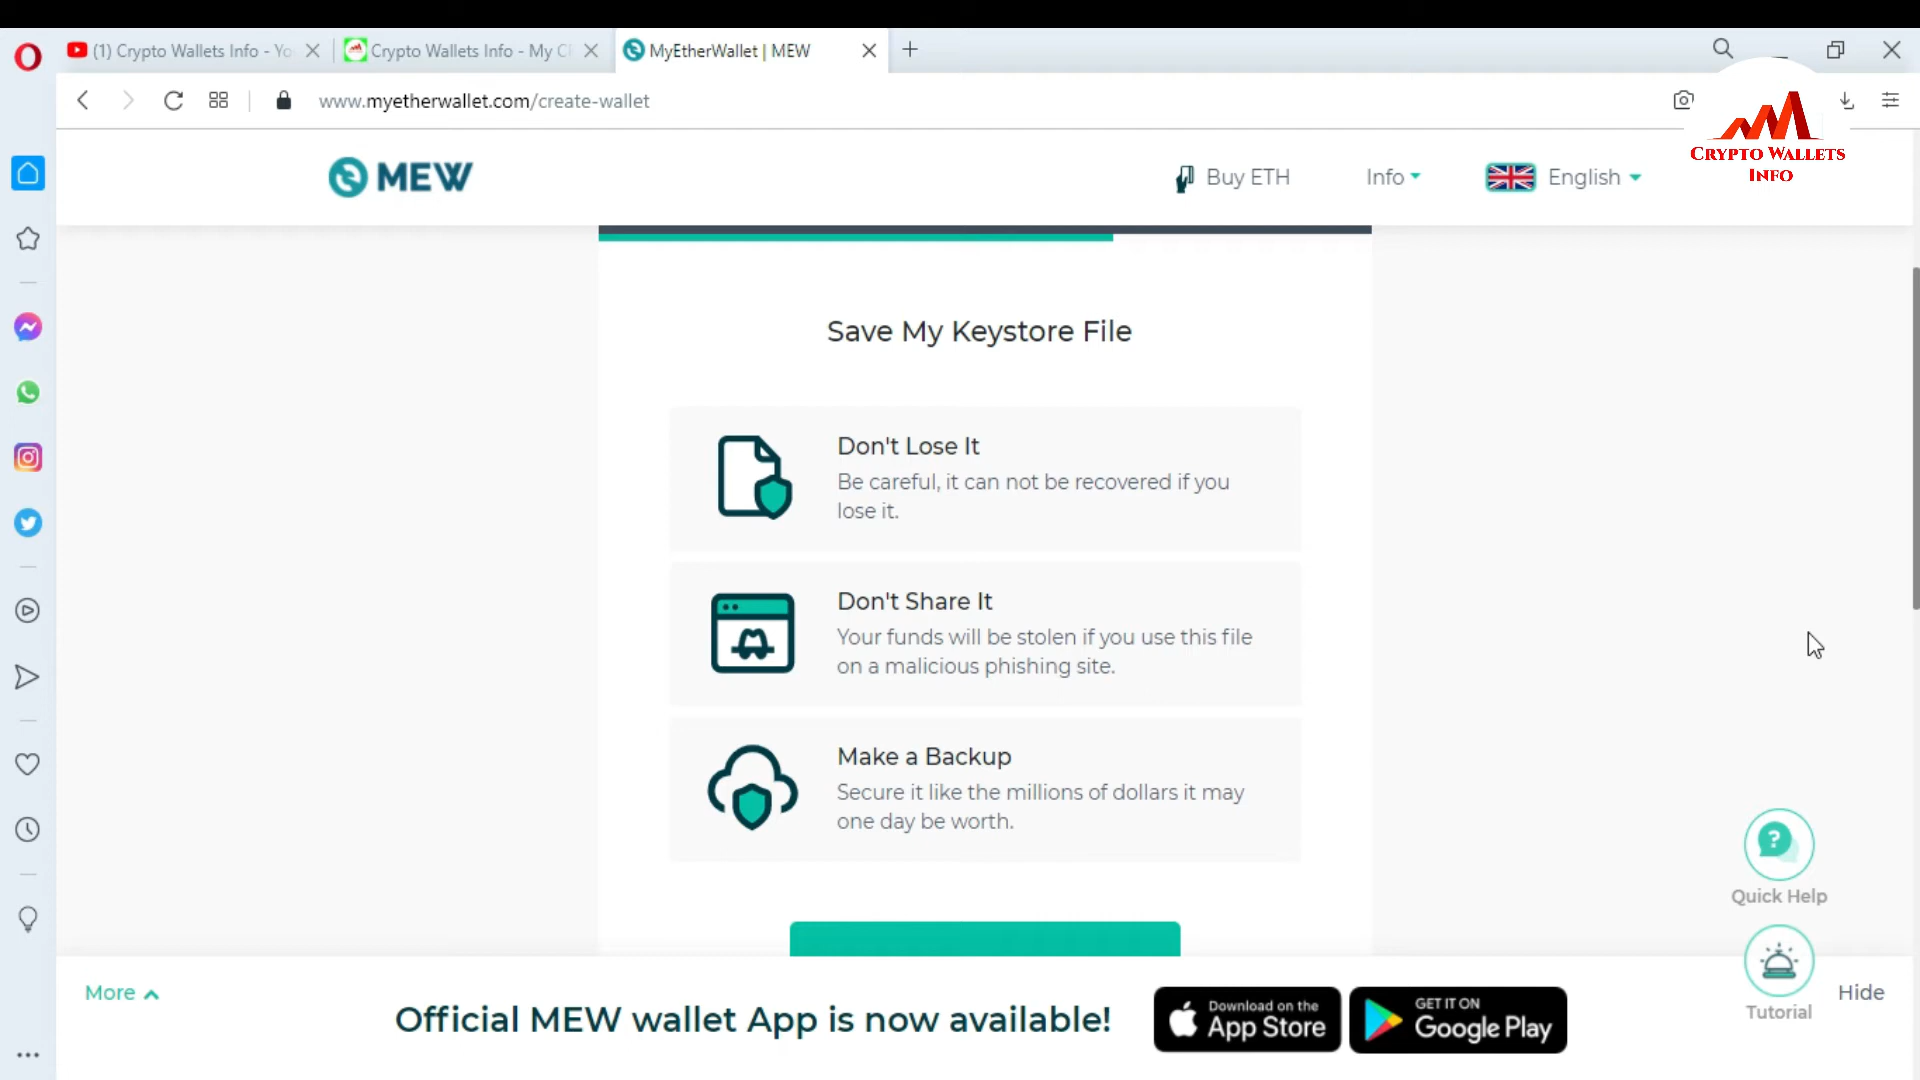 (1) Crypto Wallets Info - Yo
Crypto Wallets Info - My C
MyEtherWallet | MEW
www.myetherwallet.com/create-wallet
CRYPTO WALLETS
INFO
MEW
Buy ETH
Info
English
Save My Keystore File
Don't Lose It
Be careful, it can not be recovered if you
lose it.
Don't Share It
Your funds will be stolen if you use this file
on a malicious phishing site.
Make a Backup
Secure it like the millions of dollars it may
one day be worth.
?
Quick Help
More
Official MEW wallet App is now available!
Download on the
App Store
GET IT ON
Google Play
Tutorial
Hide